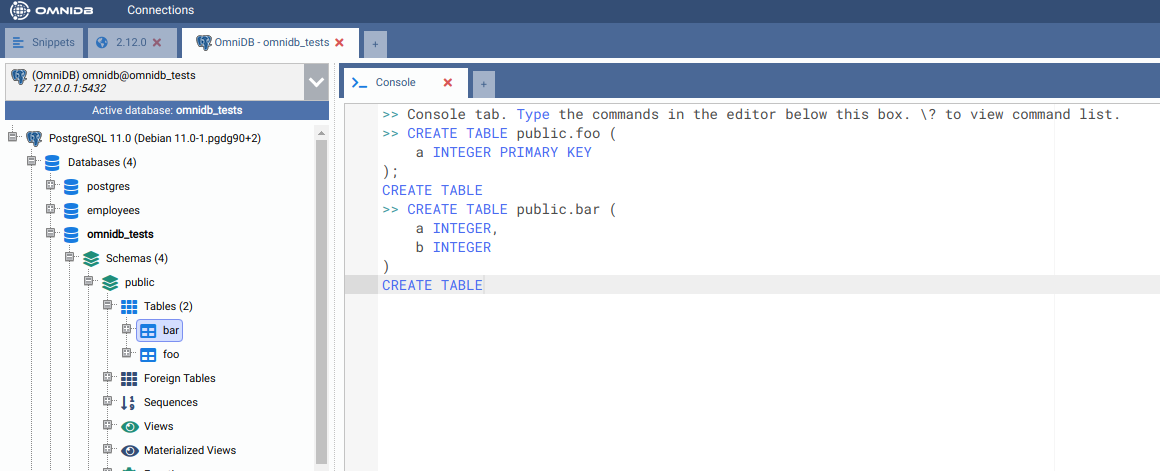 OMNIDB Connections
Snippets 2.12.0 OmniDB - omnidb_tests +
(OmniDB) omnidb@omnidb_tests
127.0.0.1:5432
Active database: omnidb_tests
PostgreSQL 11.0 (Debian 11.0-1.pgdg90+2)
Databases (4)
postgres
employees
omnidb_tests
Schemas (4)
public
Tables (2)
bar
foo
Foreign Tables
Sequences
Views
Materialized Views
Console +
>> Console tab. Type the commands in the editor below this box. \? to view command list.
>> CREATE TABLE public.foo (
    a INTEGER PRIMARY KEY
);
CREATE TABLE
>> CREATE TABLE public.bar (
    a INTEGER,
    b INTEGER
)
CREATE TABLE